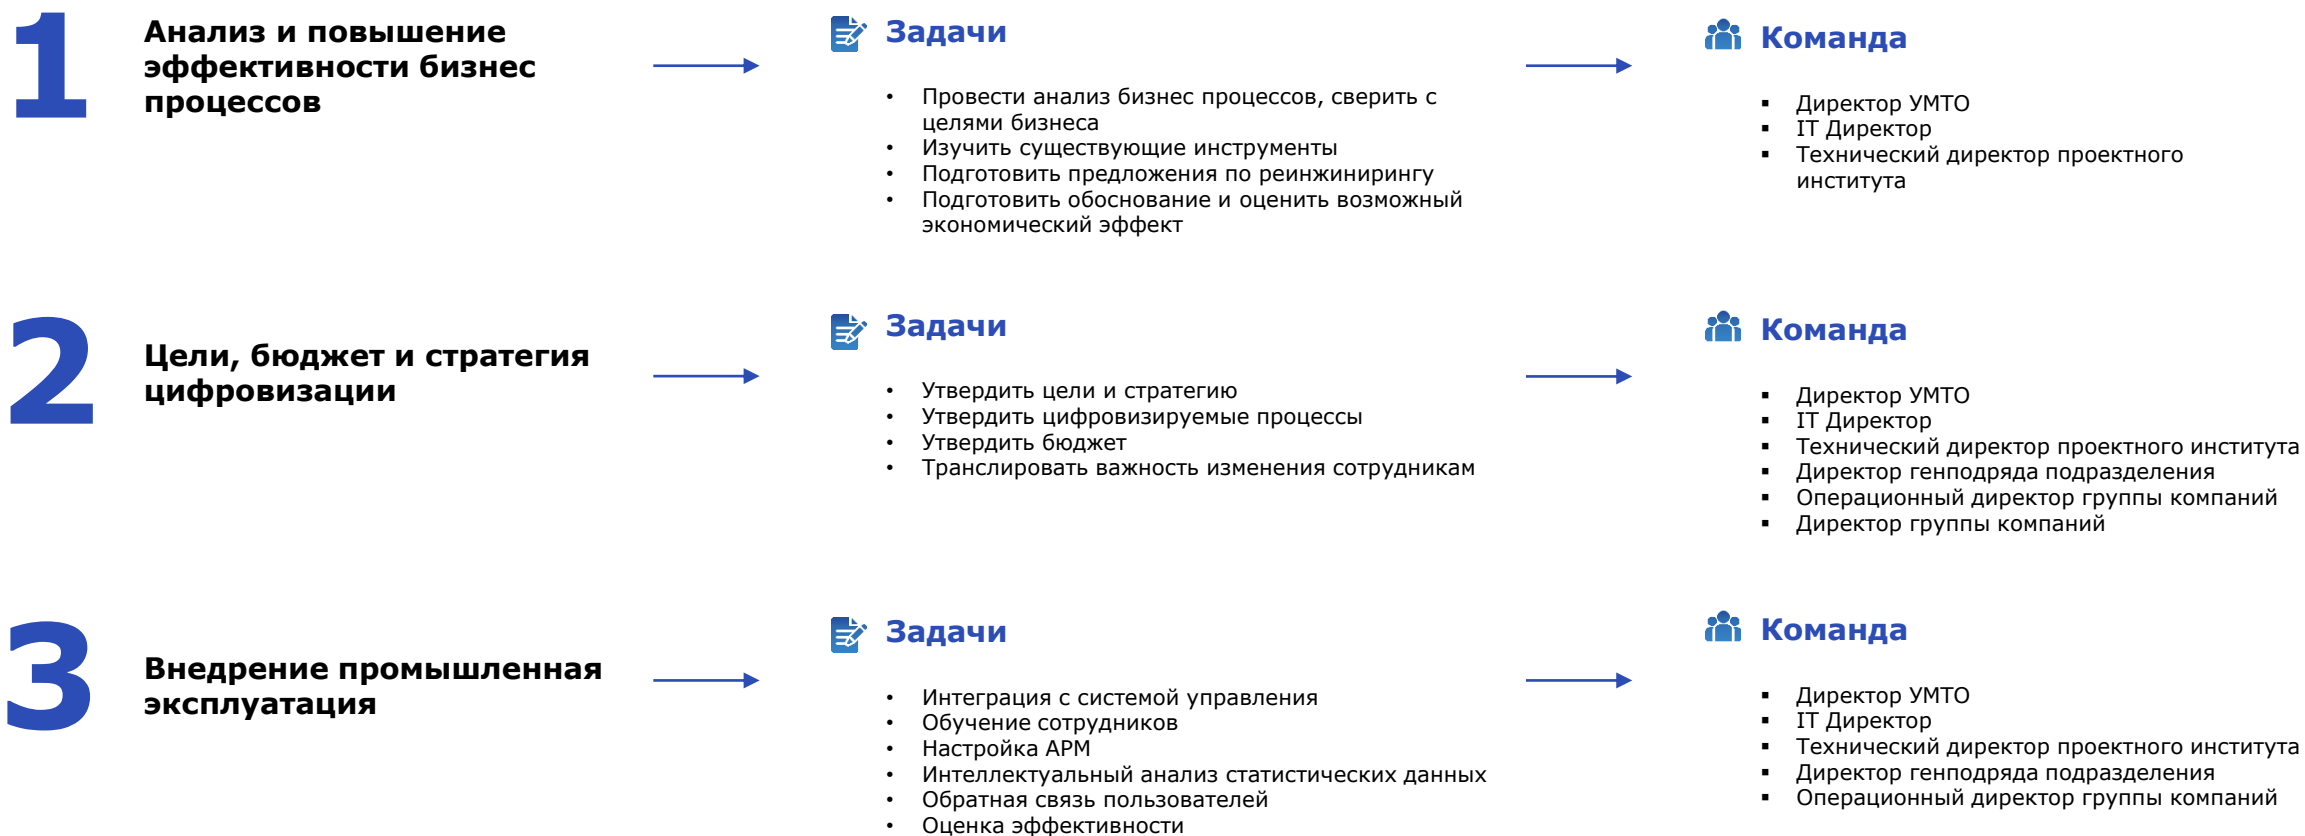 1
Анализ и повышение
эффективности бизнес
процессов
Задачи
• Провести анализ бизнес процессов, сверить с
целями бизнеса
• Изучить существующие инструменты
• Подготовить предложения по реинжинирингу
• Подготовить обоснование и оценить возможный
экономический эффект
Команда
▪ Директор УМТО
▪ IT Директор
▪ Технический директор проектного
института
2
Цели, бюджет и стратегия
цифровизации
Задачи
• Утвердить цели и стратегию
• Утвердить цифровизируемые процессы
• Утвердить бюджет
• Транслировать важность изменения сотрудникам
Команда
▪ Директор УМТО
▪ IT Директор
▪ Технический директор проектного института
▪ Директор генподряда подразделения
▪ Операционный директор группы компаний
▪ Директор группы компаний
3
Внедрение промышленная
эксплуатация
Задачи
• Интеграция с системой управления
• Обучение сотрудников
• Настройка АРМ
• Интеллектуальный анализ статистических данных
• Обратная связь пользователей
• Оценка эффективности
Команда
▪ Директор УМТО
▪ IT Директор
▪ Технический директор проектного института
▪ Директор генподряда подразделения
▪ Операционный директор группы компаний